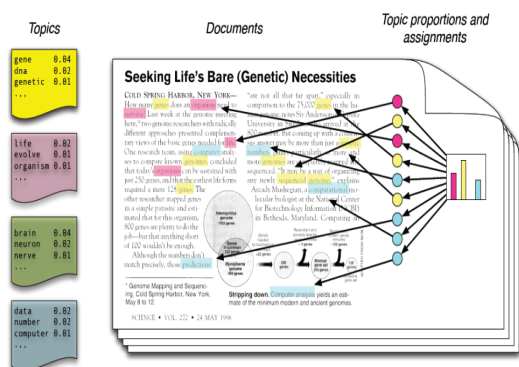 Topics
Documents
Topic proportions and
assignments
gene 0.04
dna 0.02
genetic 0.01
...
life 0.02
evolve 0.01
organism 0.01
...
brain 0.04
neuron 0.02
nerve 0.01
...
data 0.02
number 0.02
computer 0.01
...
Seeking Life's Bare (Genetic) Necessities
COLD SPRING HARBOR, NEW YORK—
How many genes does an organism need to
survive? Last week at the genome meeting
here,* two genome researchers with radically
different approaches presented complemen-
tary views of the basic genes needed for life.
One research team, using computer analy-
ses to compare known genomes, concluded
that today's organisms can be sustained with
just 250 genes, and that the earliest life forms
required a mere 128 genes. The
other researcher mapped genes
in a simple parasite and esti-
mated that for this organism,
800 genes are plenty to do the
job—but that anything short
of 100 wouldn't be enough.
Although the numbers don't
match precisely, those predictions
* Genome Mapping and Sequenc-
ing, Cold Spring Harbor, New York,
May 8 to 12.
"are not all that far apart," especially in
comparison to the 75,000 genes in the hu-
genome, notes Siv Andersson
University in arrived at the
800 number. But coming up with a
sus answer may be more than just a
numbers particularly more and
more genomes are mapped and
sequenced. "It may be a way of organizing
any newly sequenced genome," explains
Arcady Mushegian, a computational mo-
lecular biologist at the National Center
for Biotechnology Information (NCBI)
in Bethesda, Maryland. Comparing an
Stripping down. Computer analysis yields an esti-
mate of the minimum modern and ancient genomes.
SCIENCE • VOL. 272 • 24 MAY 1996